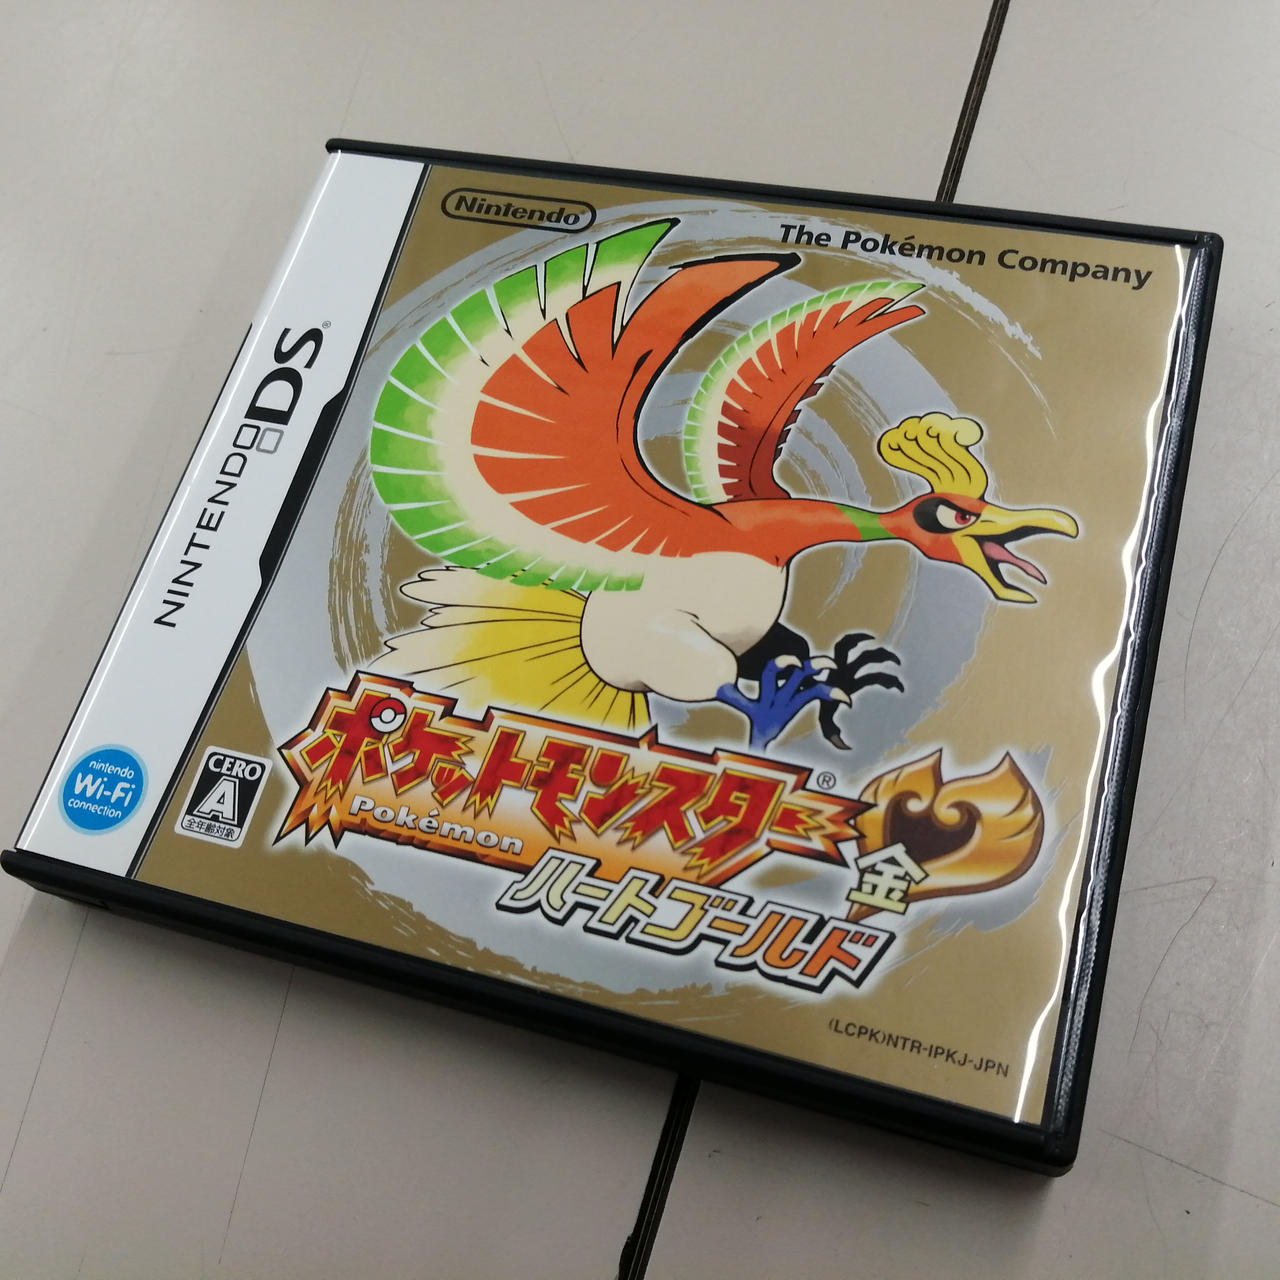 Nintendo®
The Pokémon Company
NINTENDO DS®
ポケットモンスター®
Pokémon
金
ハートゴールド
nintendo
Wi-Fi
connection
CERO
A
全年齢対象
(LCPK)NTR-IPKJ-JPN